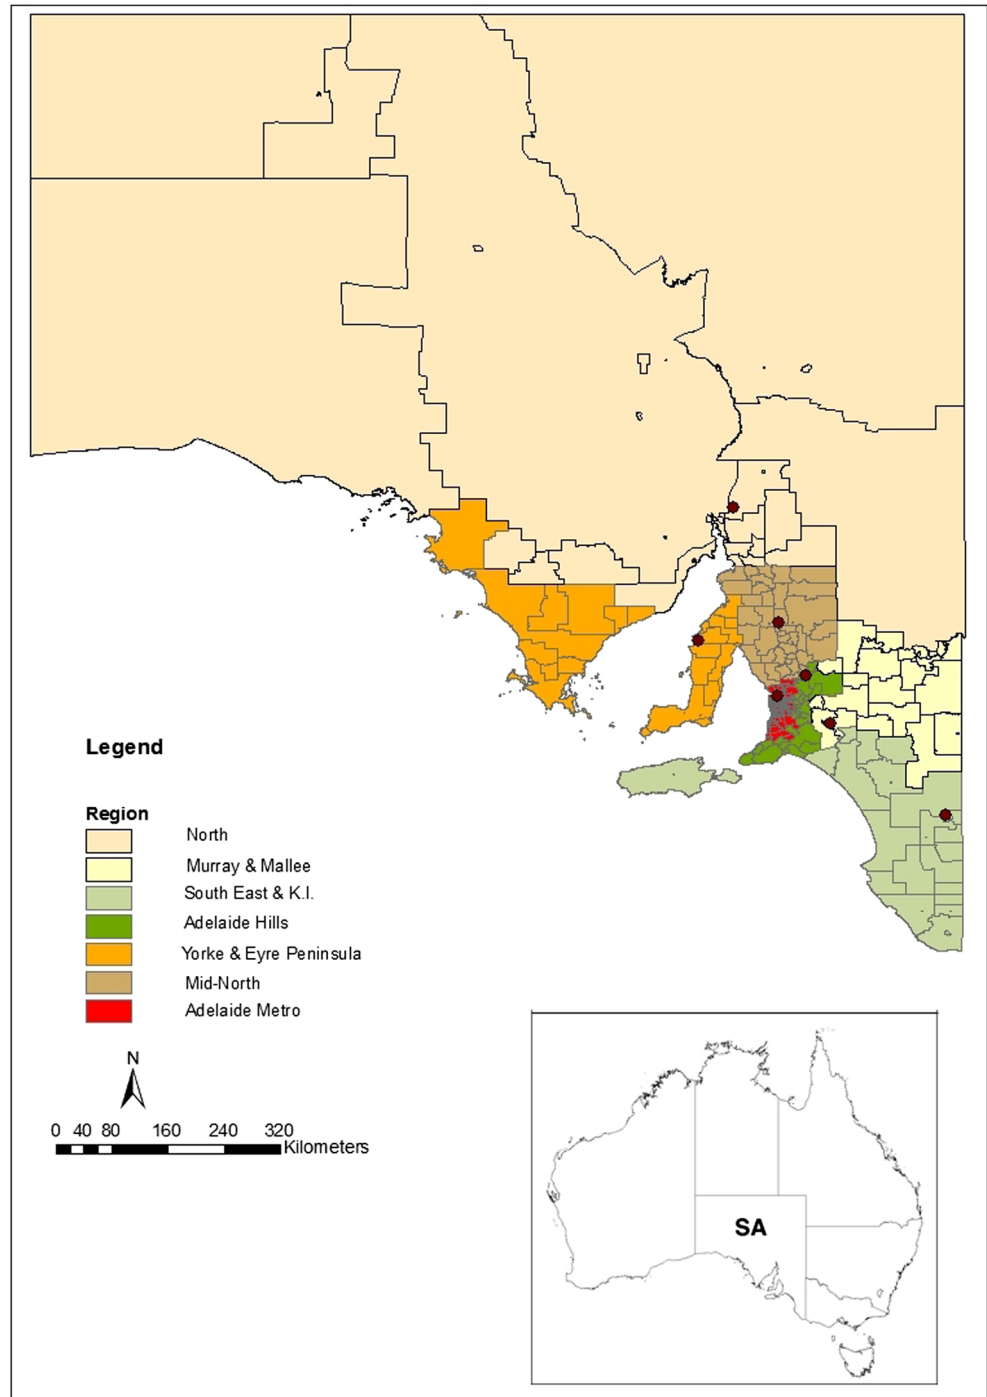 Legend
Region
North
Murray & Mallee
South East & K.I.
Adelaide Hills
Yorke & Eyre Peninsula
Mid-North
Adelaide Metro
N
0 40 80 160 240 320
Kilometers
SA